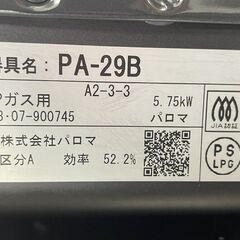 器具名：PA-29B
A2-3-3
Pガス用 5.75kW
-07-900745 パロマ
株式会社パロマ
区分A 効率 52.2%
JIA認証
PS
LPG